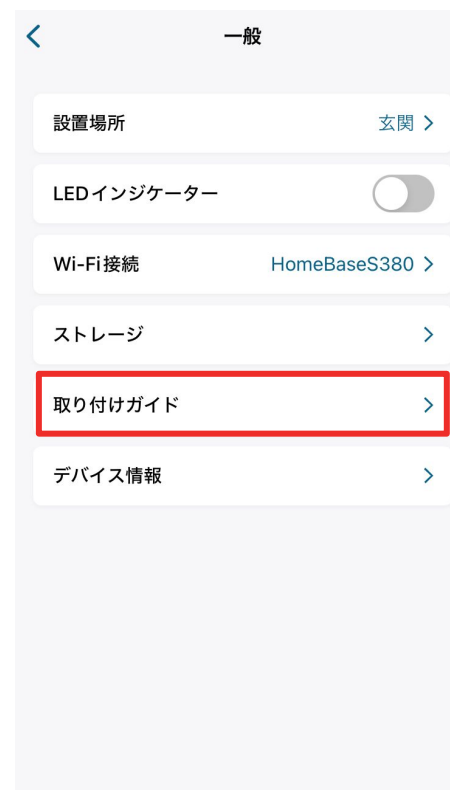 一般
設置場所 玄関
LEDインジケーター
Wi-Fi接続 HomeBaseS380
ストレージ
取り付けガイド
デバイス情報